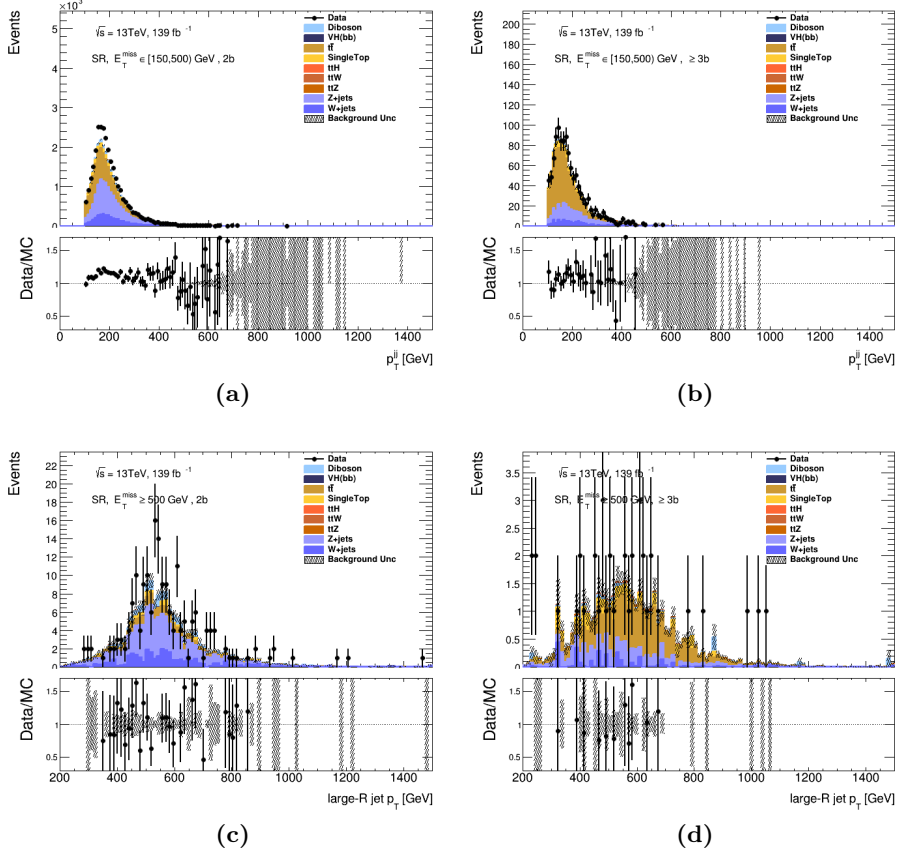 ×10³
Events
5
4
3
2
1
0
√s = 13TeV, 139 fb⁻¹
SR, E_T^miss ∈ [150,500) GeV , 2b
Data
Diboson
VH(bb)
tt̄
SingleTop
ttH
ttW
ttZ
Z+jets
W+jets
Background Unc
Data/MC
1.5
1
0.5
0 200 400 600 800 1000 1200 1400
p_T^jj [GeV]
(a)
Events
200
180
160
140
120
100
80
60
40
20
0
√s = 13TeV, 139 fb⁻¹
SR, E_T^miss ∈ [150,500) GeV , ≥ 3b
Data
Diboson
VH(bb)
tt̄
SingleTop
ttH
ttW
ttZ
Z+jets
W+jets
Background Unc
Data/MC
1.5
1
0.5
0 200 400 600 800 1000 1200 1400
p_T^jj [GeV]
(b)
Events
22
20
18
16
14
12
10
8
6
4
2
0
√s = 13TeV, 139 fb⁻¹
SR, E_T^miss ≥ 500 GeV , 2b
Data
Diboson
VH(bb)
tt̄
SingleTop
ttH
ttW
ttZ
Z+jets
W+jets
Background Unc
Data/MC
1.5
1
0.5
200 400 600 800 1000 1200 1400
large-R jet p_T [GeV]
(c)
Events
3.5
3
2.5
2
1.5
1
0.5
0
√s = 13TeV, 139 fb⁻¹
SR, E_T^miss ≥ 500 GeV , ≥ 3b
Data
Diboson
VH(bb)
tt̄
SingleTop
ttH
ttW
ttZ
Z+jets
W+jets
Background Unc
Data/MC
1.5
1
0.5
200 400 600 800 1000 1200 1400
large-R jet p_T [GeV]
(d)